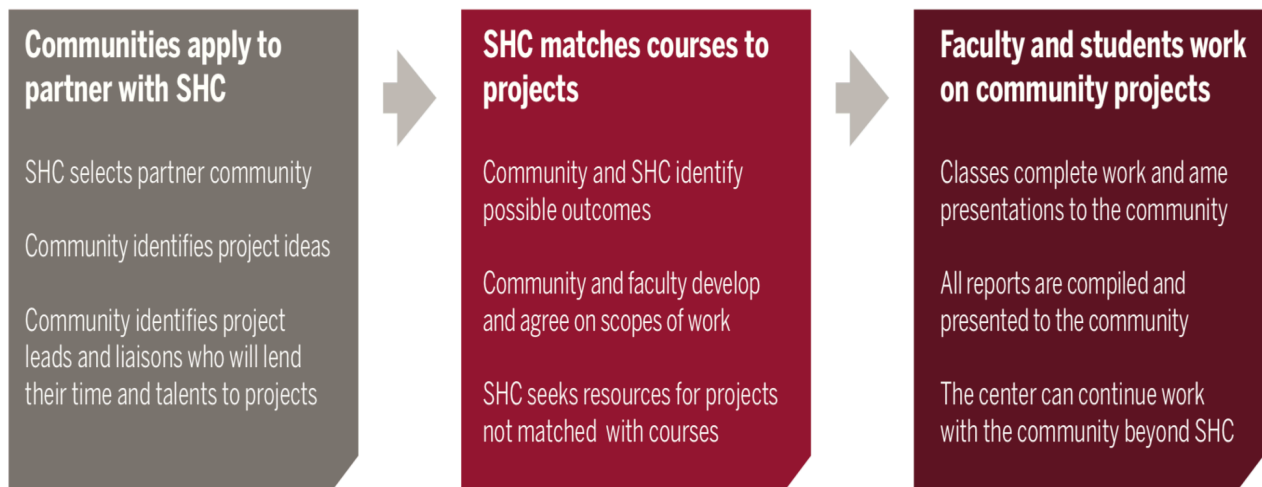 Communities apply to
partner with SHC
SHC selects partner community
Community identifies project ideas
Community identifies project
leads and liaisons who will lend
their time and talents to projects
SHC matches courses to
projects
Community and SHC identify
possible outcomes
Community and faculty develop
and agree on scopes of work
SHC seeks resources for projects
not matched with courses
Faculty and students work
on community projects
Classes complete work and ame
presentations to the community
All reports are compiled and
presented to the community
The center can continue work
with the community beyond SHC